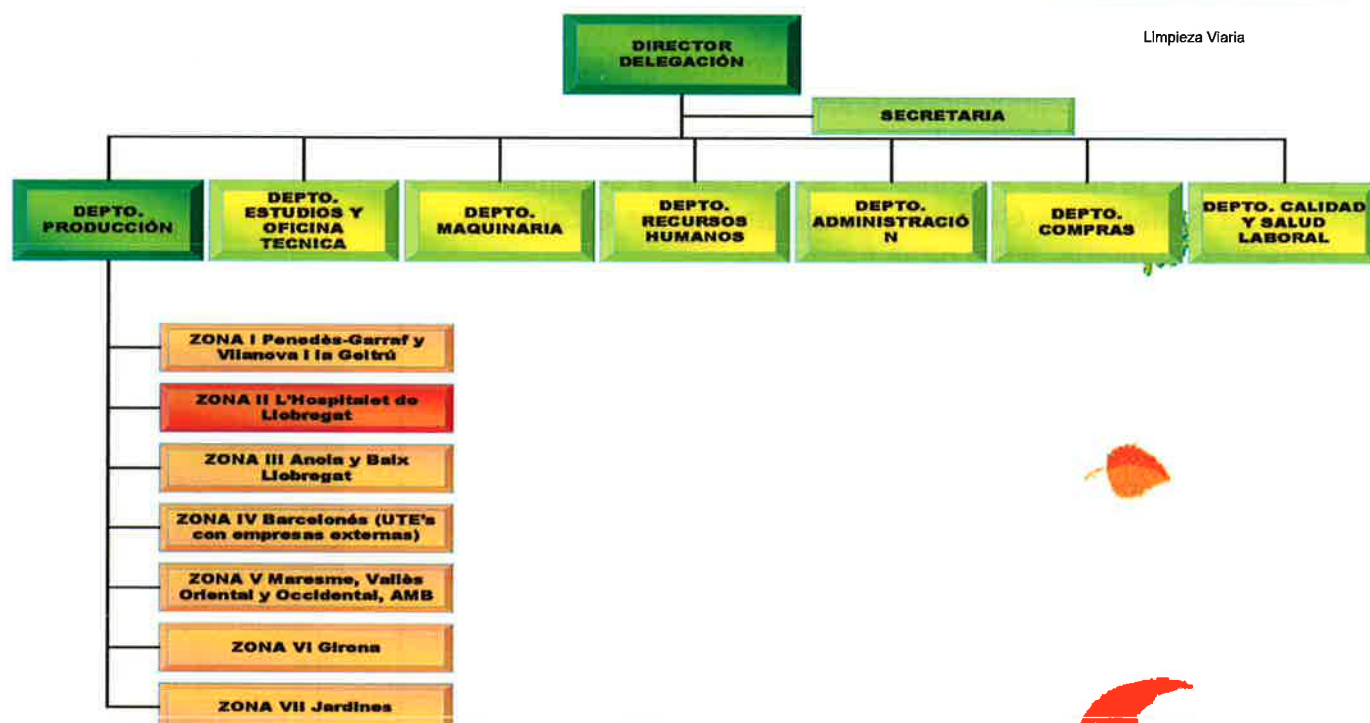 Limpieza Viaria
DIRECTOR
DELEGACIÓN
SECRETARIA
DEPTO.
PRODUCCIÓN
DEPTO.
ESTUDIOS Y
OFICINA
TECNICA
DEPTO.
MAQUINARIA
DEPTO.
RECURSOS
HUMANOS
DEPTO.
ADMINISTRACIÓ
N
DEPTO.
COMPRAS
DEPTO. CALIDAD
Y SALUD
LABORAL
ZONA I Penedès-Garraf y
Vilanova i la Geltrú
ZONA II L'Hospitalet de
Llobregat
ZONA III Anoia y Baix
Llobregat
ZONA IV Barcelonés (UTE's
con empresas externas)
ZONA V Maresme, Vallès
Oriental y Occidental, AMB
ZONA VI Girona
ZONA VII Jardines